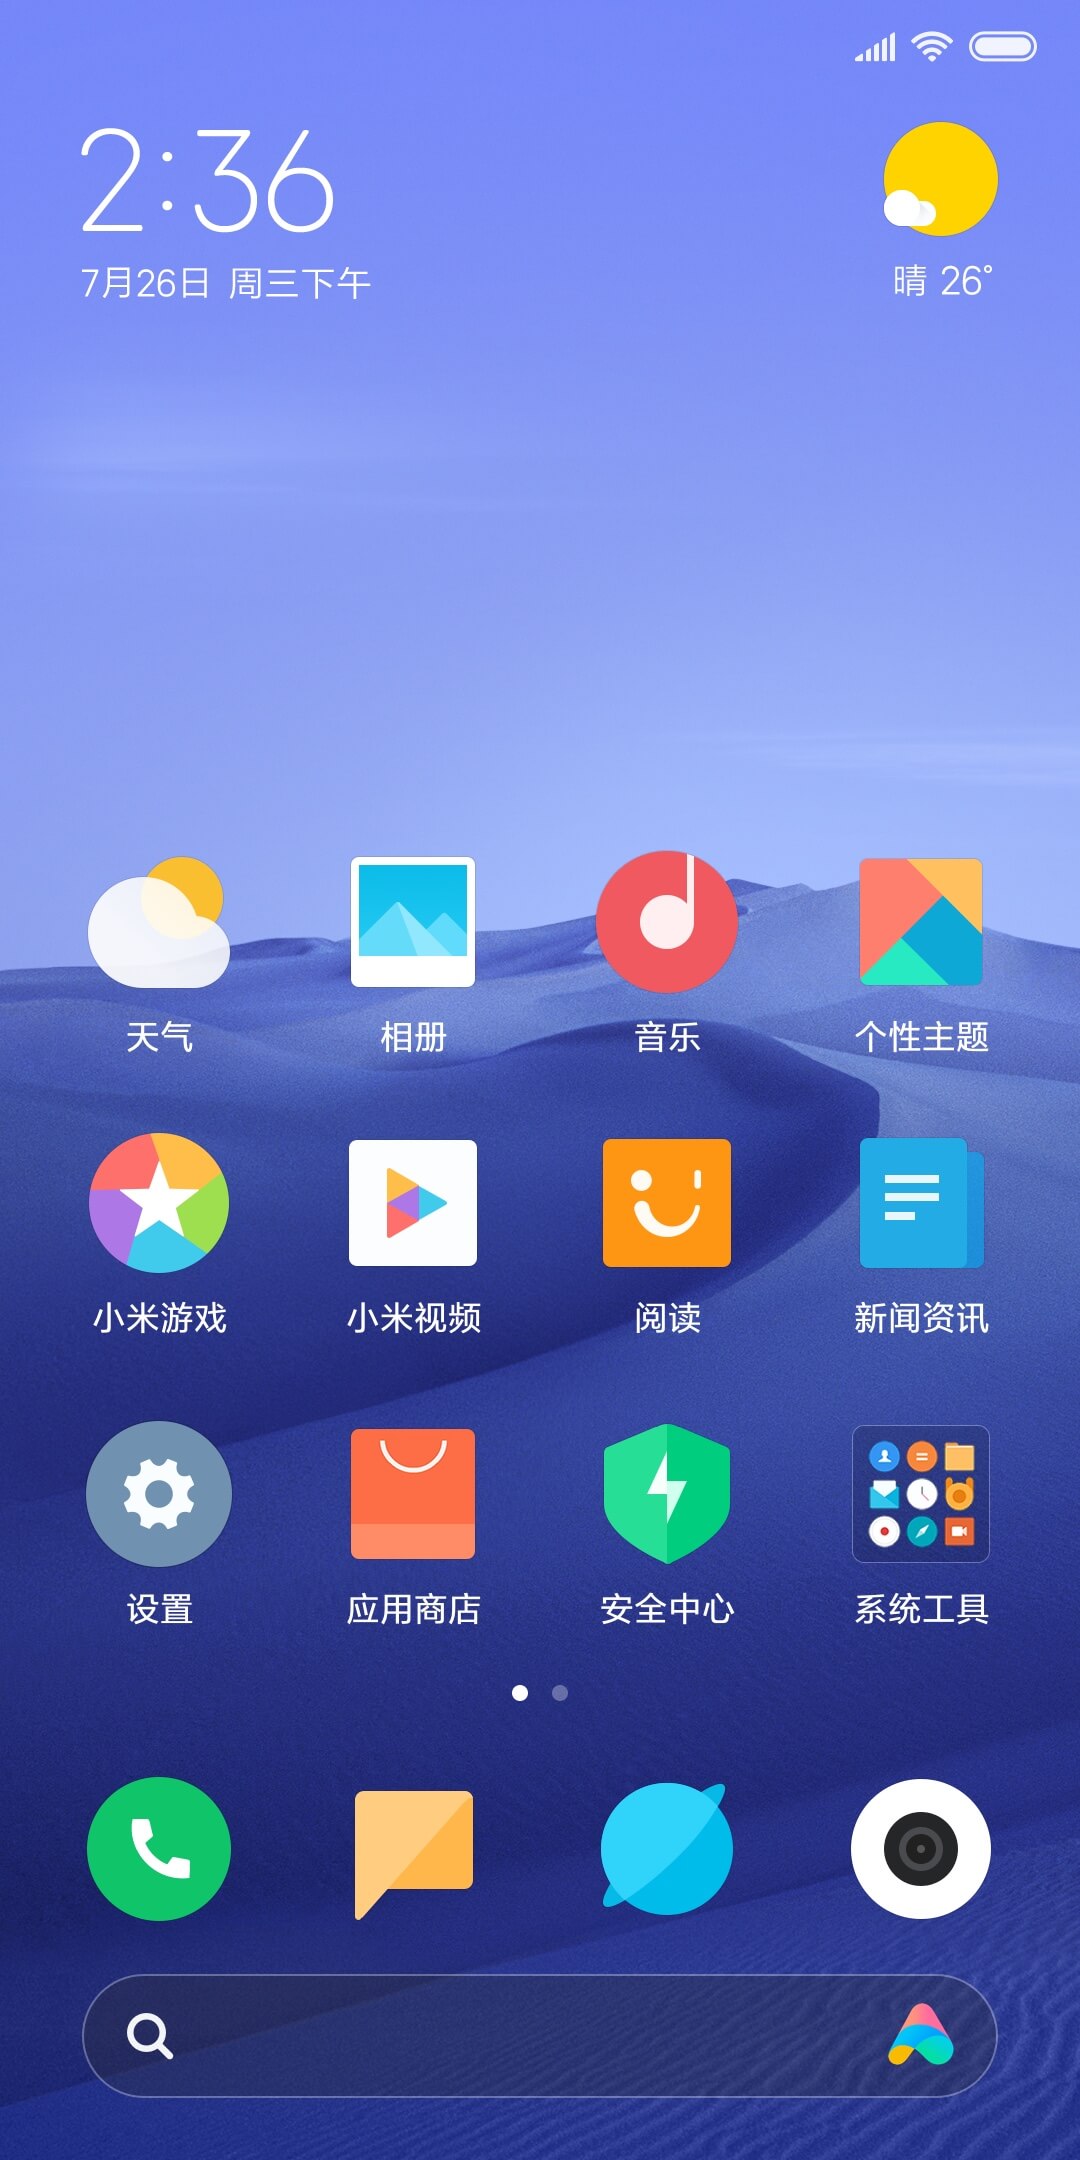 2:36
7月26日 周三下午
晴 26°
天气
相册
音乐
个性主题
小米游戏
小米视频
阅读
新闻资讯
设置
应用商店
安全中心
系统工具